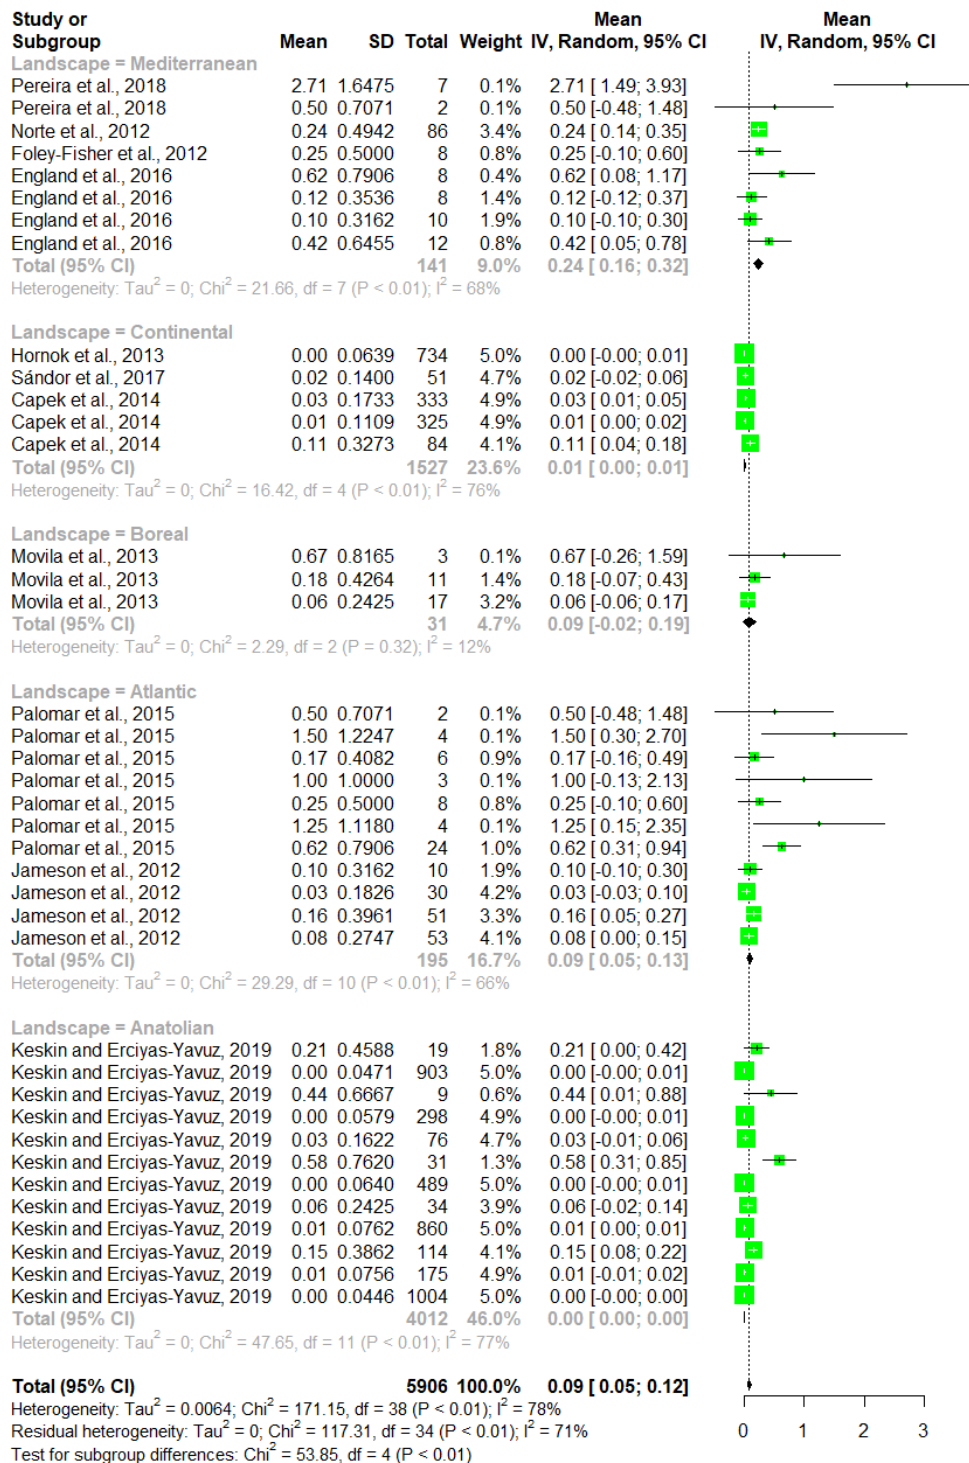 Study or Mean Mean
Subgroup Mean SD Total Weight IV, Random, 95% CI IV, Random, 95% CI
Landscape = Mediterranean
Pereira et al., 2018 2.71 1.6475 7 0.1% 2.71 [ 1.49; 3.93]
Pereira et al., 2018 0.50 0.7071 2 0.1% 0.50 [-0.48; 1.48]
Norte et al., 2012 0.24 0.4942 86 3.4% 0.24 [ 0.14; 0.35]
Foley-Fisher et al., 2012 0.25 0.5000 8 0.8% 0.25 [-0.10; 0.60]
England et al., 2016 0.62 0.7906 8 0.4% 0.62 [ 0.08; 1.17]
England et al., 2016 0.12 0.3536 8 1.4% 0.12 [-0.12; 0.37]
England et al., 2016 0.10 0.3162 10 1.9% 0.10 [-0.10; 0.30]
England et al., 2016 0.42 0.6455 12 0.8% 0.42 [ 0.05; 0.78]
Total (95% CI) 141 9.0% 0.24 [ 0.16; 0.32]
Heterogeneity: Tau² = 0; Chi² = 21.66, df = 7 (P < 0.01); I² = 68%
Landscape = Continental
Hornok et al., 2013 0.00 0.0639 734 5.0% 0.00 [-0.00; 0.01]
Sándor et al., 2017 0.02 0.1400 51 4.7% 0.02 [-0.02; 0.06]
Capek et al., 2014 0.03 0.1733 333 4.9% 0.03 [ 0.01; 0.05]
Capek et al., 2014 0.01 0.1109 325 4.9% 0.01 [ 0.00; 0.02]
Capek et al., 2014 0.11 0.3273 84 4.1% 0.11 [ 0.04; 0.18]
Total (95% CI) 1527 23.6% 0.01 [ 0.00; 0.01]
Heterogeneity: Tau² = 0; Chi² = 16.42, df = 4 (P < 0.01); I² = 76%
Landscape = Boreal
Movila et al., 2013 0.67 0.8165 3 0.1% 0.67 [-0.26; 1.59]
Movila et al., 2013 0.18 0.4264 11 1.4% 0.18 [-0.07; 0.43]
Movila et al., 2013 0.06 0.2425 17 3.2% 0.06 [-0.06; 0.17]
Total (95% CI) 31 4.7% 0.09 [-0.02; 0.19]
Heterogeneity: Tau² = 0; Chi² = 2.29, df = 2 (P = 0.32); I² = 12%
Landscape = Atlantic
Palomar et al., 2015 0.50 0.7071 2 0.1% 0.50 [-0.48; 1.48]
Palomar et al., 2015 1.50 1.2247 4 0.1% 1.50 [ 0.30; 2.70]
Palomar et al., 2015 0.17 0.4082 6 0.9% 0.17 [-0.16; 0.49]
Palomar et al., 2015 1.00 1.0000 3 0.1% 1.00 [-0.13; 2.13]
Palomar et al., 2015 0.25 0.5000 8 0.8% 0.25 [-0.10; 0.60]
Palomar et al., 2015 1.25 1.1180 4 0.1% 1.25 [ 0.15; 2.35]
Palomar et al., 2015 0.62 0.7906 24 1.0% 0.62 [ 0.31; 0.94]
Jameson et al., 2012 0.10 0.3162 10 1.9% 0.10 [-0.10; 0.30]
Jameson et al., 2012 0.03 0.1826 30 4.2% 0.03 [-0.03; 0.10]
Jameson et al., 2012 0.16 0.3961 51 3.3% 0.16 [ 0.05; 0.27]
Jameson et al., 2012 0.08 0.2747 53 4.1% 0.08 [ 0.00; 0.15]
Total (95% CI) 195 16.7% 0.09 [ 0.05; 0.13]
Heterogeneity: Tau² = 0; Chi² = 29.29, df = 10 (P < 0.01); I² = 66%
Landscape = Anatolian
Keskin and Erciyas-Yavuz, 2019 0.21 0.4588 19 1.8% 0.21 [ 0.00; 0.42]
Keskin and Erciyas-Yavuz, 2019 0.00 0.0471 903 5.0% 0.00 [-0.00; 0.01]
Keskin and Erciyas-Yavuz, 2019 0.44 0.6667 9 0.6% 0.44 [ 0.01; 0.88]
Keskin and Erciyas-Yavuz, 2019 0.00 0.0579 298 4.9% 0.00 [-0.00; 0.01]
Keskin and Erciyas-Yavuz, 2019 0.03 0.1622 76 4.7% 0.03 [-0.01; 0.06]
Keskin and Erciyas-Yavuz, 2019 0.58 0.7620 31 1.3% 0.58 [ 0.31; 0.85]
Keskin and Erciyas-Yavuz, 2019 0.00 0.0640 489 5.0% 0.00 [-0.00; 0.01]
Keskin and Erciyas-Yavuz, 2019 0.06 0.2425 34 3.9% 0.06 [-0.02; 0.14]
Keskin and Erciyas-Yavuz, 2019 0.01 0.0762 860 5.0% 0.01 [ 0.00; 0.01]
Keskin and Erciyas-Yavuz, 2019 0.15 0.3862 114 4.1% 0.15 [ 0.08; 0.22]
Keskin and Erciyas-Yavuz, 2019 0.01 0.0756 175 4.9% 0.01 [-0.01; 0.02]
Keskin and Erciyas-Yavuz, 2019 0.00 0.0446 1004 5.0% 0.00 [-0.00; 0.00]
Total (95% CI) 4012 46.0% 0.00 [ 0.00; 0.00]
Heterogeneity: Tau² = 0; Chi² = 47.65, df = 11 (P < 0.01); I² = 77%
Total (95% CI) 5906 100.0% 0.09 [ 0.05; 0.12]
Heterogeneity: Tau² = 0.0064; Chi² = 171.15, df = 38 (P < 0.01); I² = 78%
Residual heterogeneity: Tau² = 0; Chi² = 117.31, df = 34 (P < 0.01); I² = 71% 0 1 2 3
Test for subgroup differences: Chi² = 53.85, df = 4 (P < 0.01)